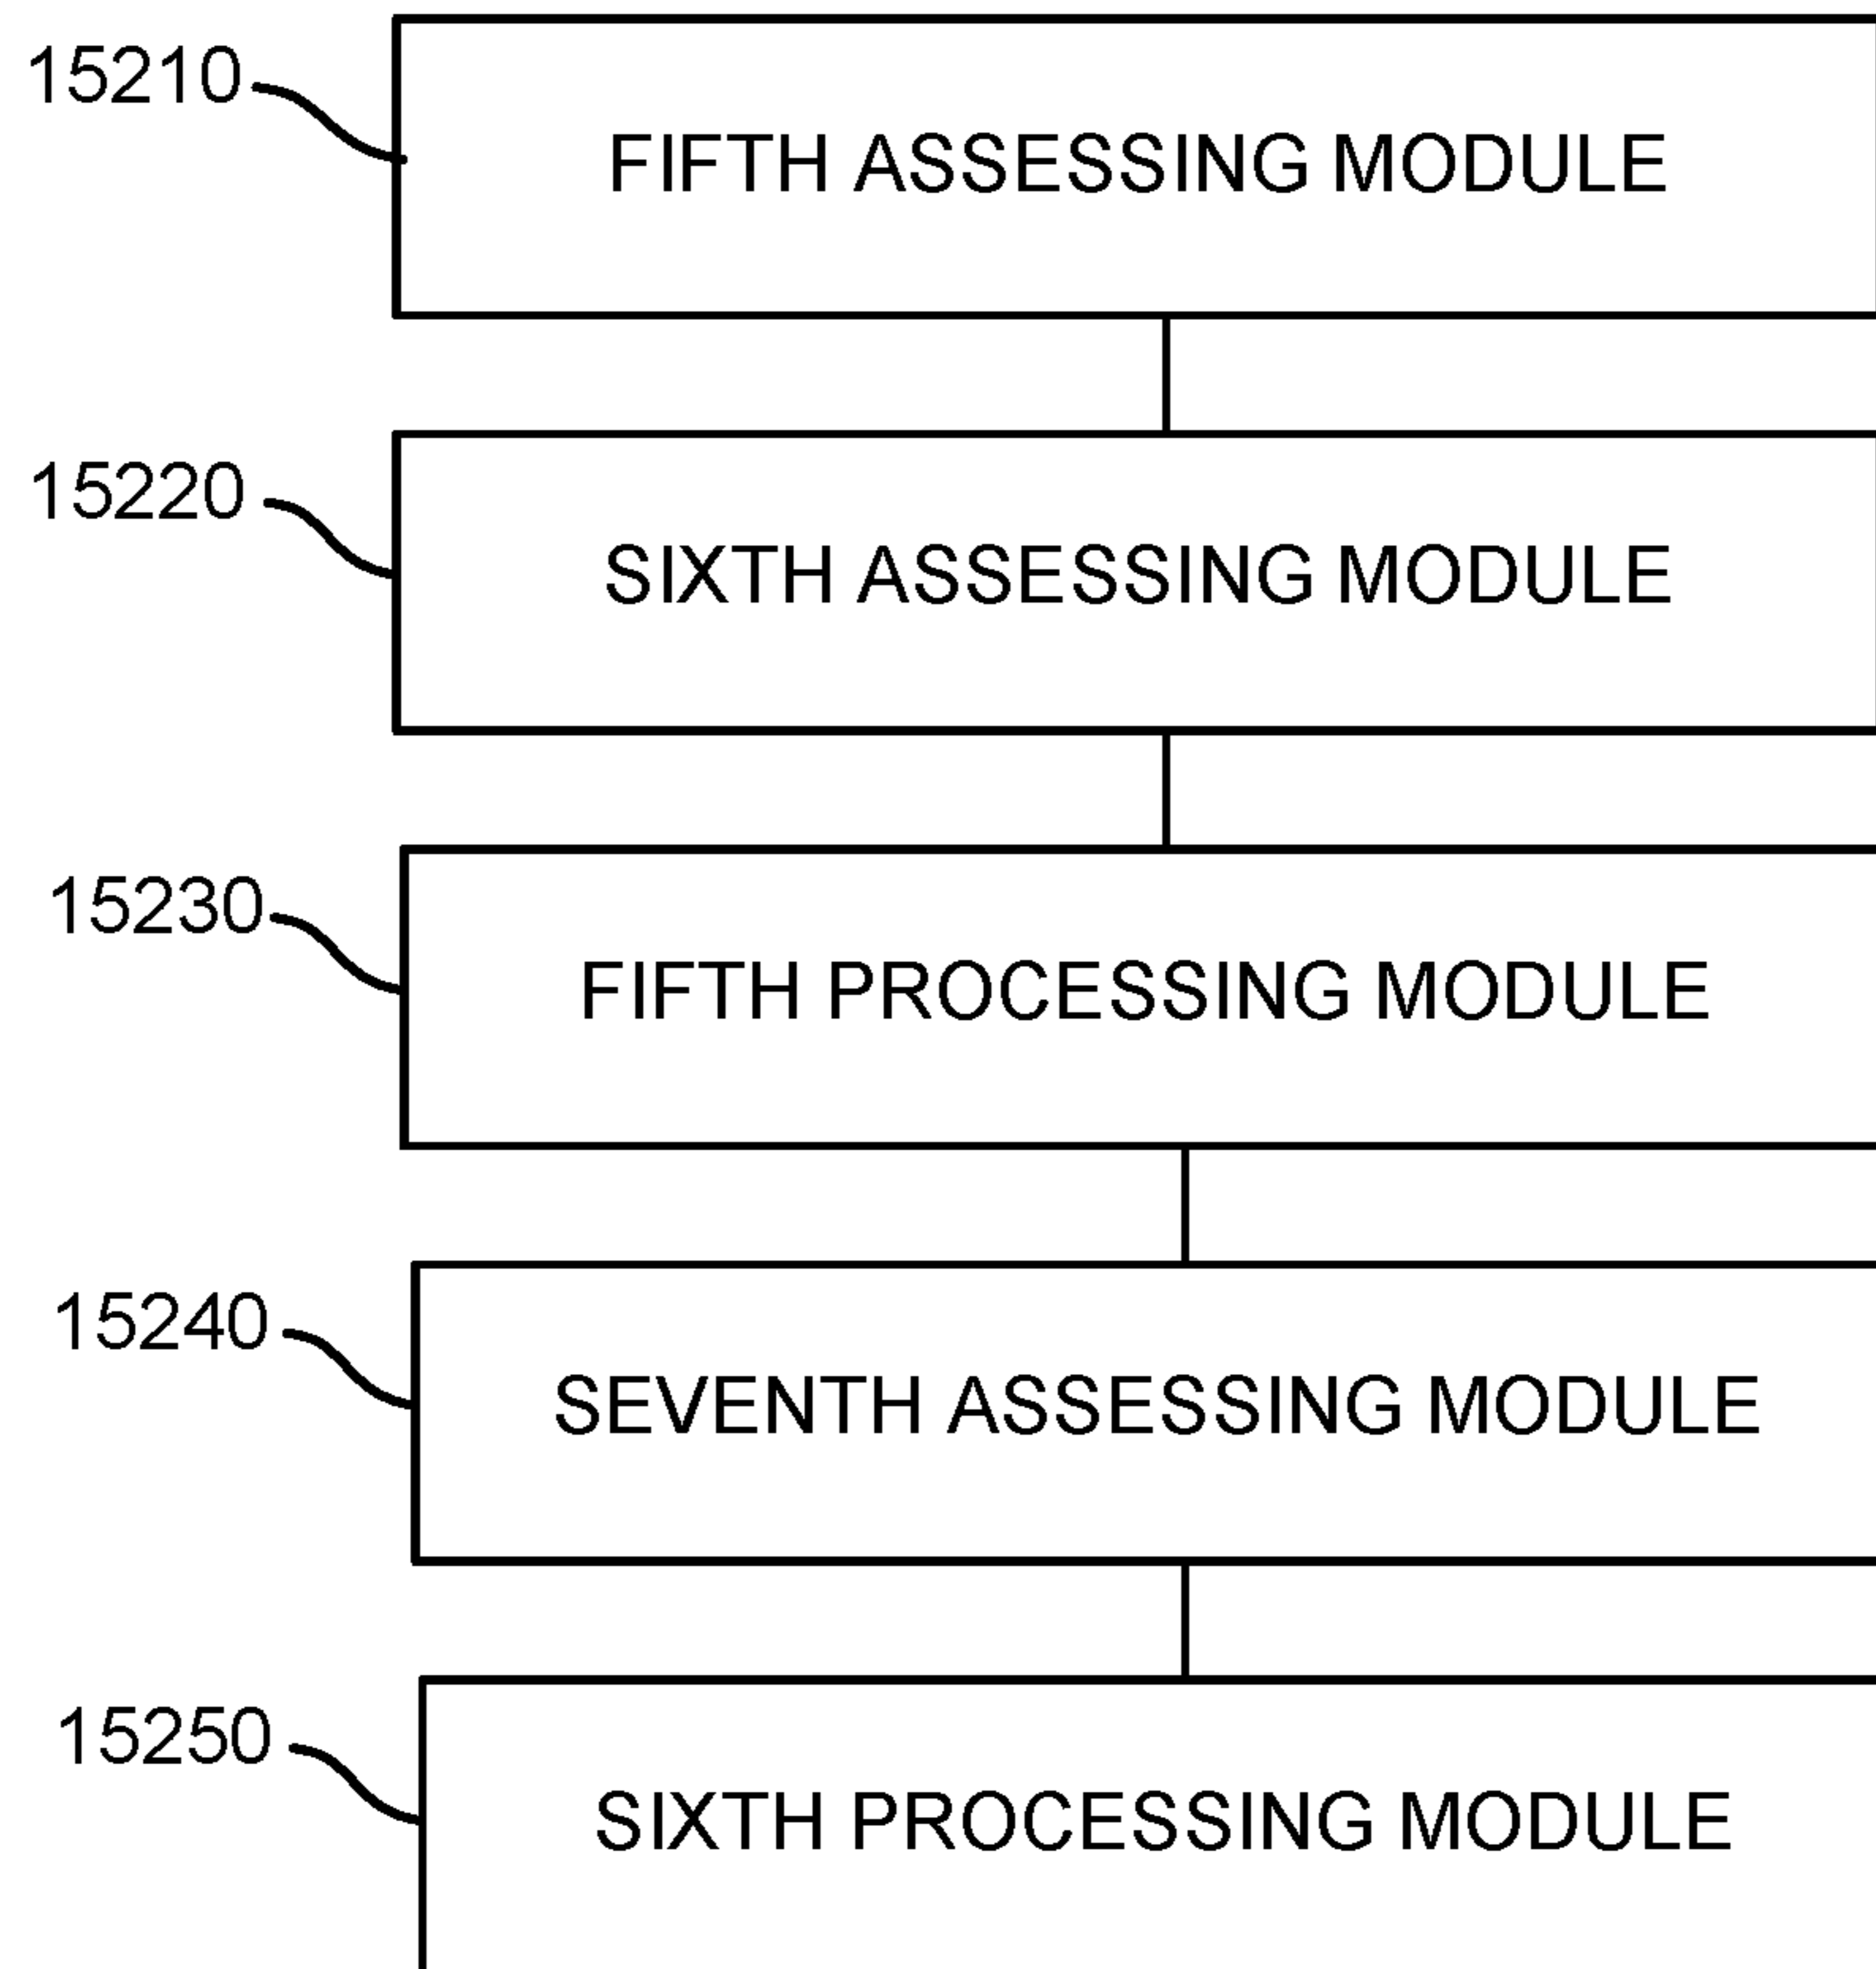 15210
FIFTH ASSESSING MODULE
15220
SIXTH ASSESSING MODULE
15230
FIFTH PROCESSING MODULE
15240
SEVENTH ASSESSING MODULE
15250
SIXTH PROCESSING MODULE